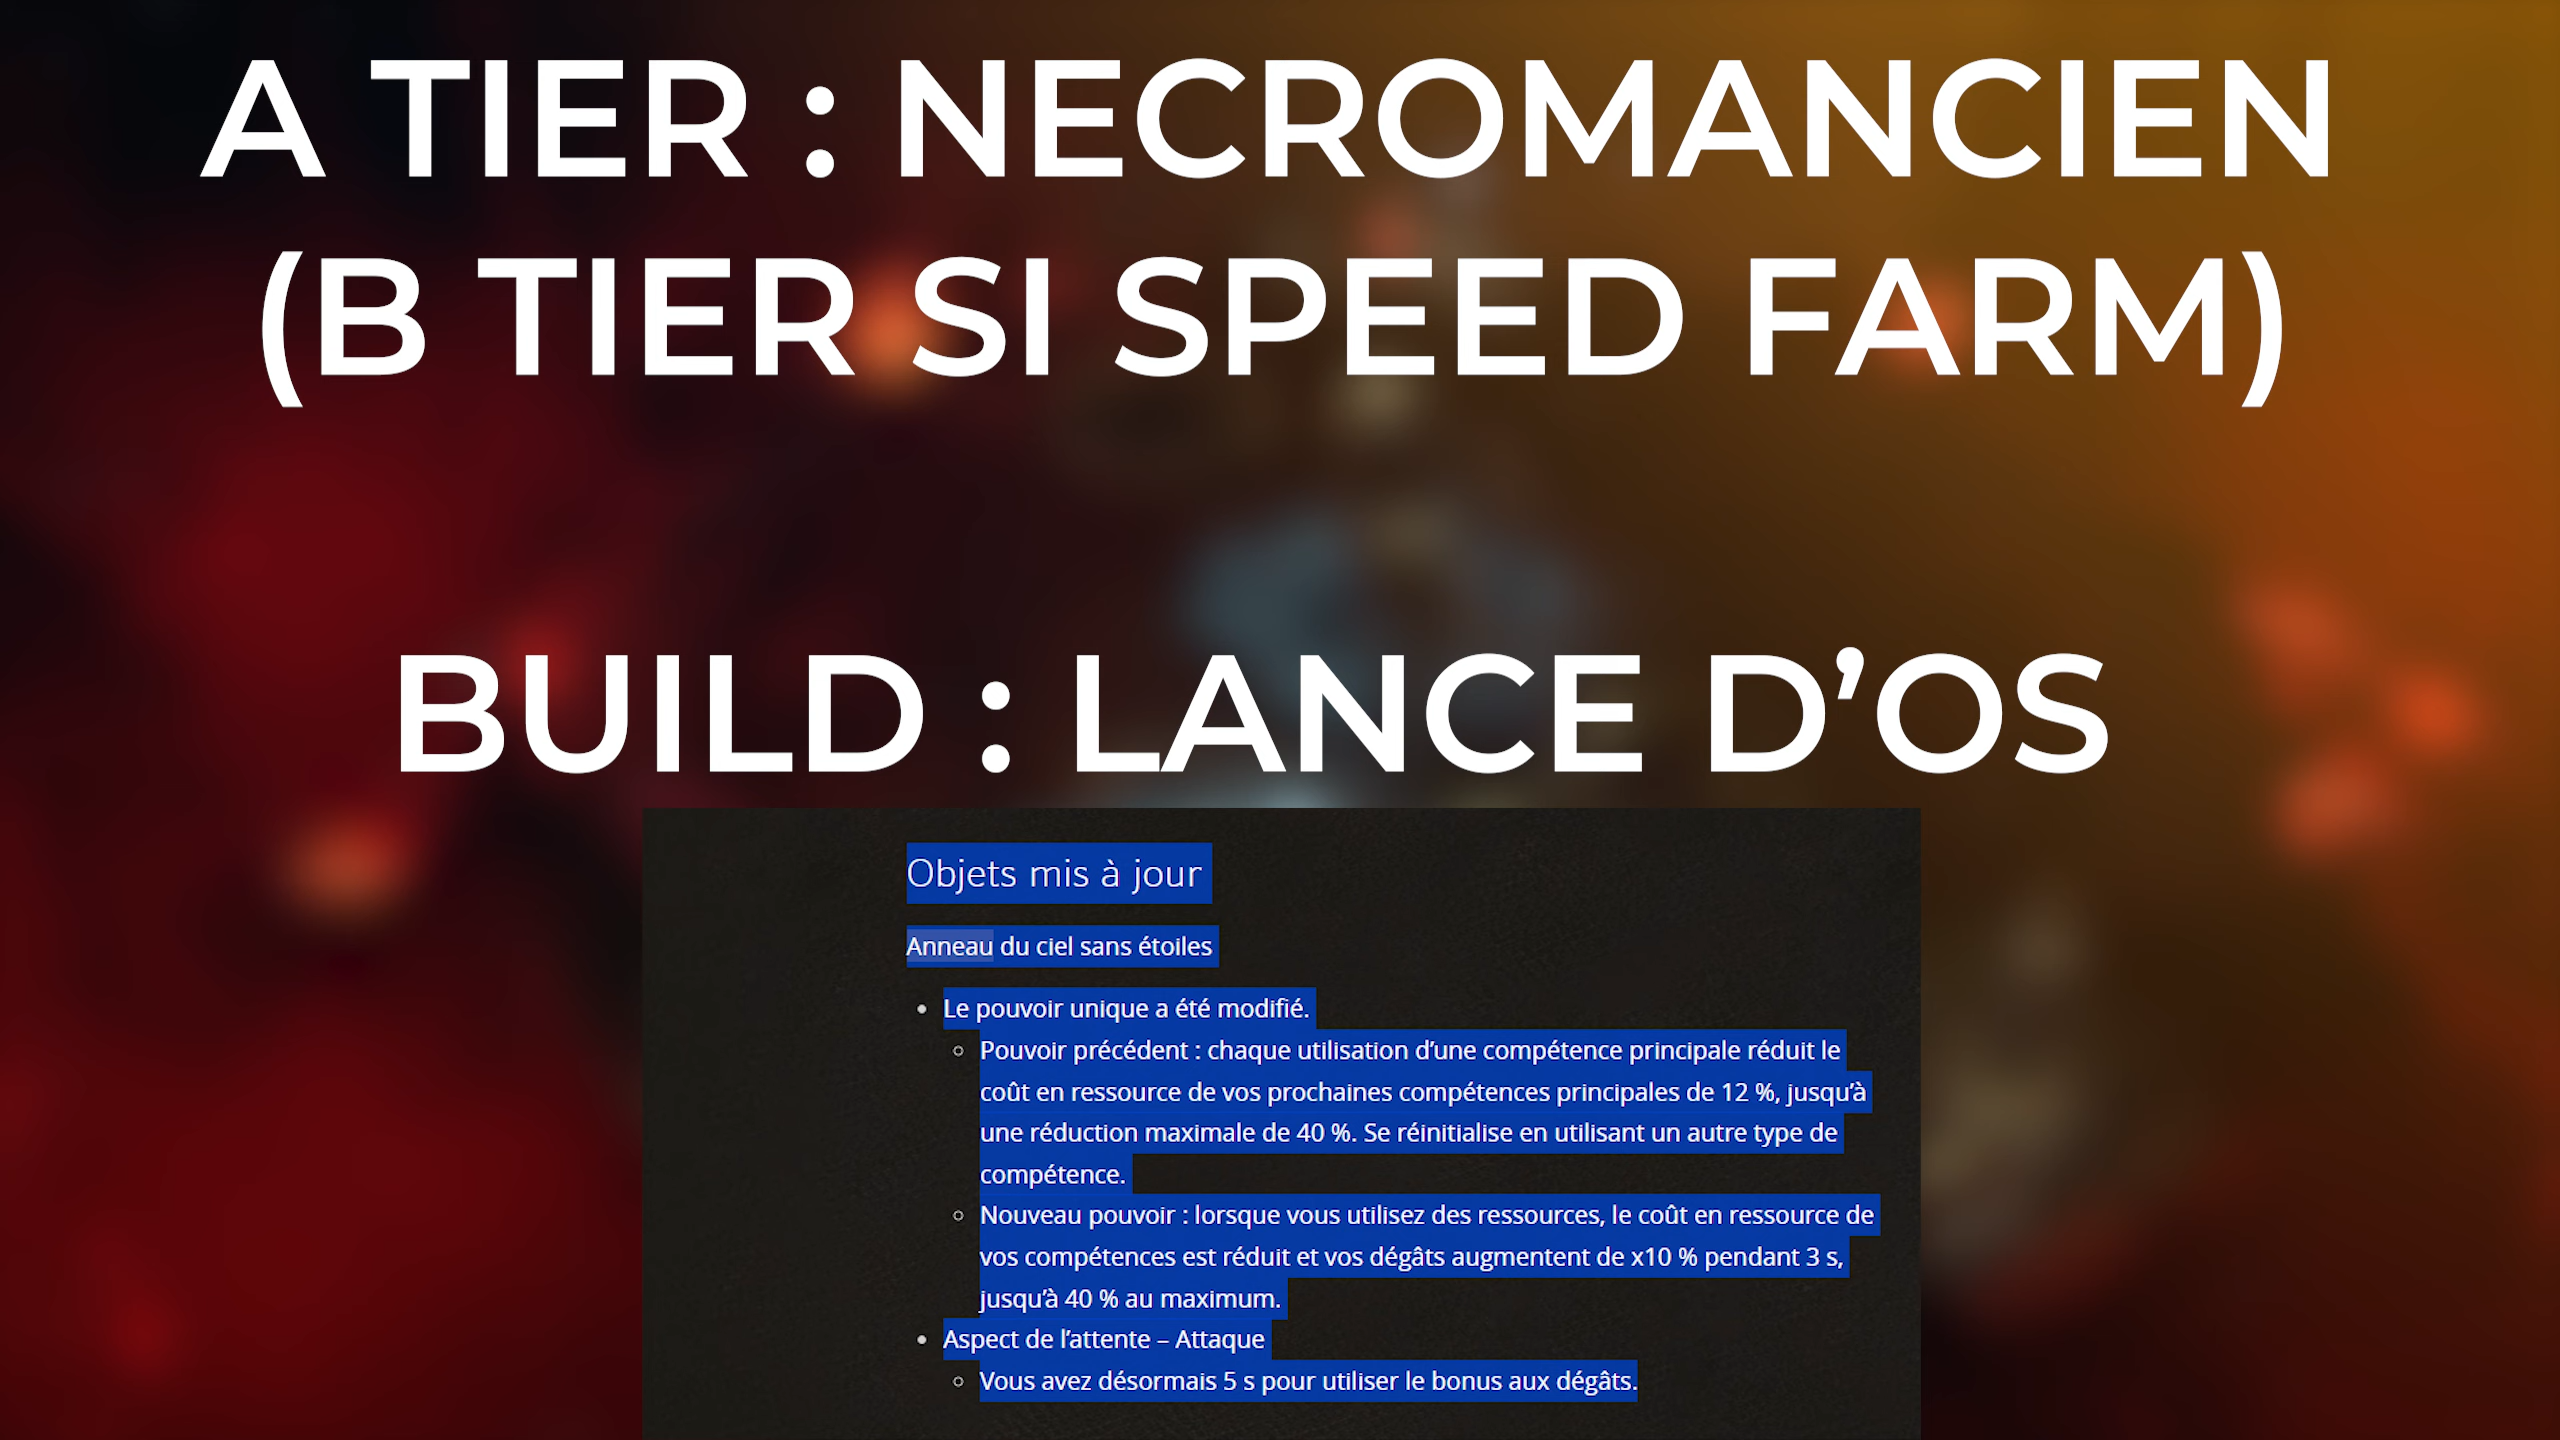 A TIER : NECROMANCIEN
(B TIER SI SPEED FARM)
BUILD : LANCE D’OS
Objets mis à jour
Anneau du ciel sans étoiles
• Le pouvoir unique a été modifié.
◦ Pouvoir précédent : chaque utilisation d’une compétence principale réduit le
coût en ressource de vos prochaines compétences principales de 12 %, jusqu’à
une réduction maximale de 40 %. Se réinitialise en utilisant un autre type de
compétence.
◦ Nouveau pouvoir : lorsque vous utilisez des ressources, le coût en ressource de
vos compétences est réduit et vos dégâts augmentent de x10 % pendant 3 s,
jusqu’à 40 % au maximum.
• Aspect de l’attente – Attaque
◦ Vous avez désormais 5 s pour utiliser le bonus aux dégâts.